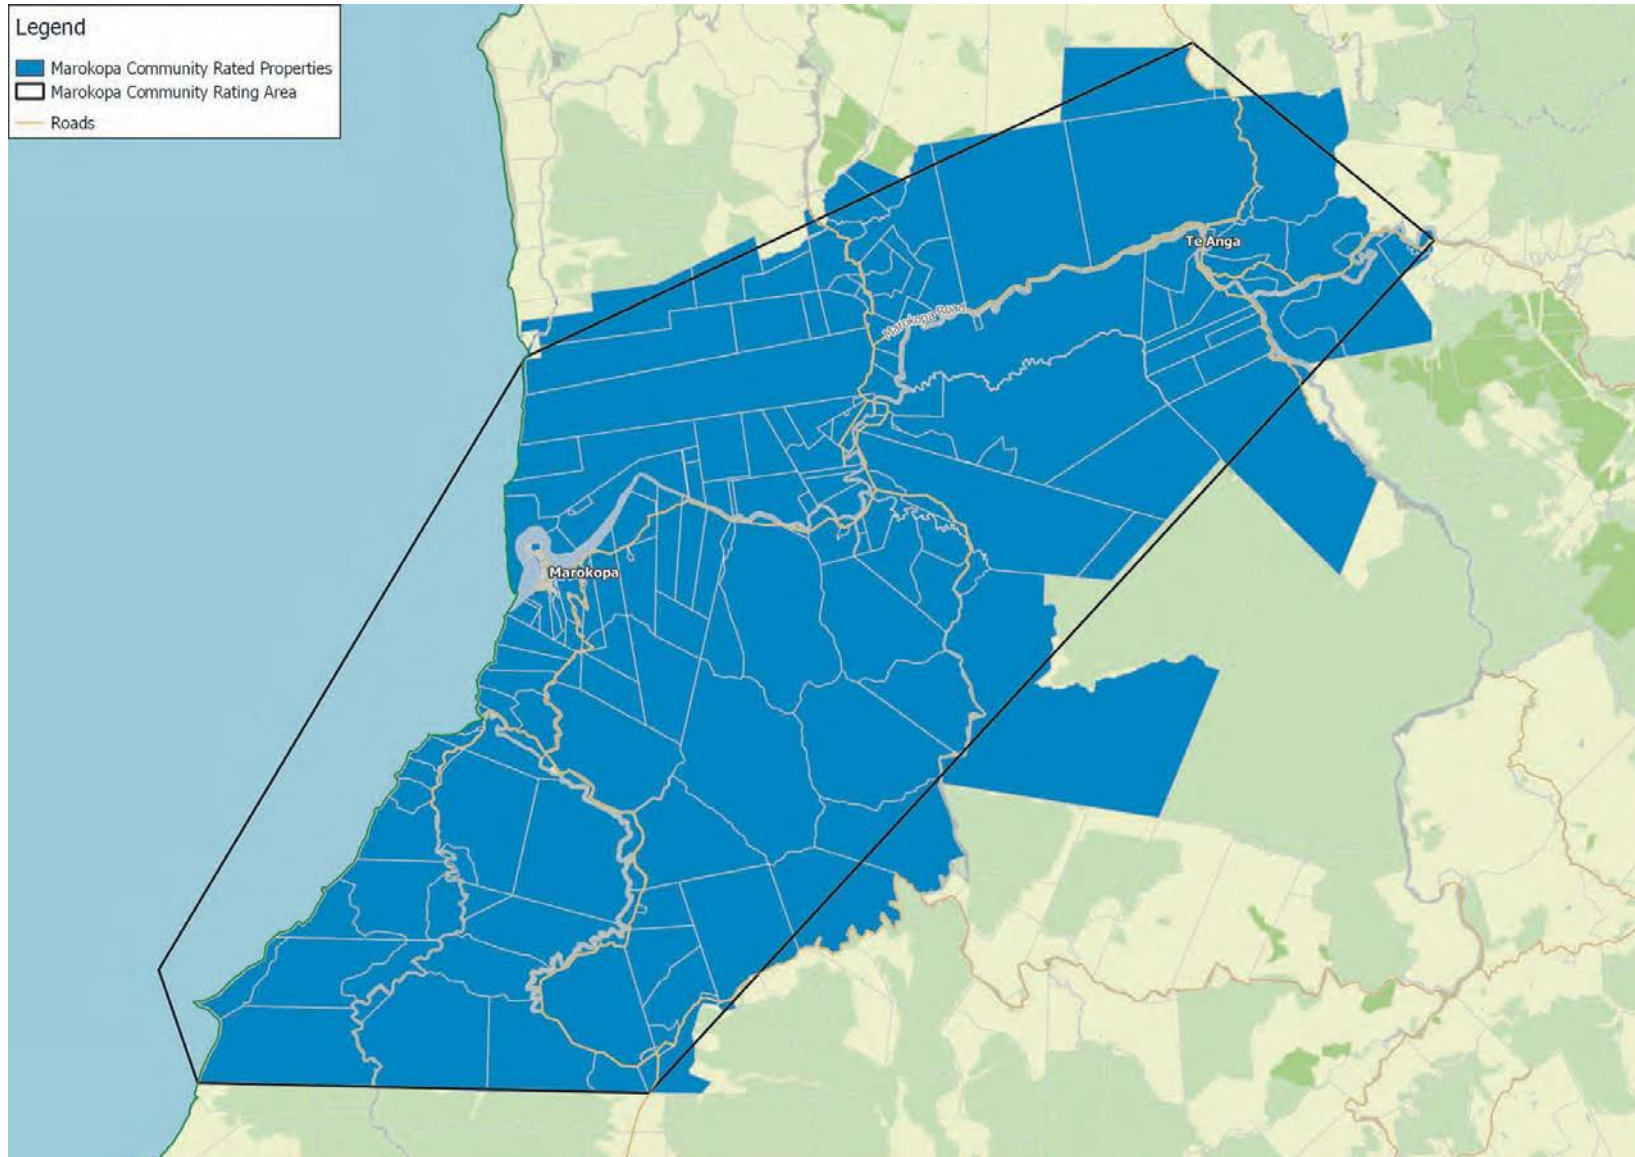 Legend
Marokopa Community Rated Properties
Marokopa Community Rating Area
Roads
Te Anga
Marokopa Road
Marokopa